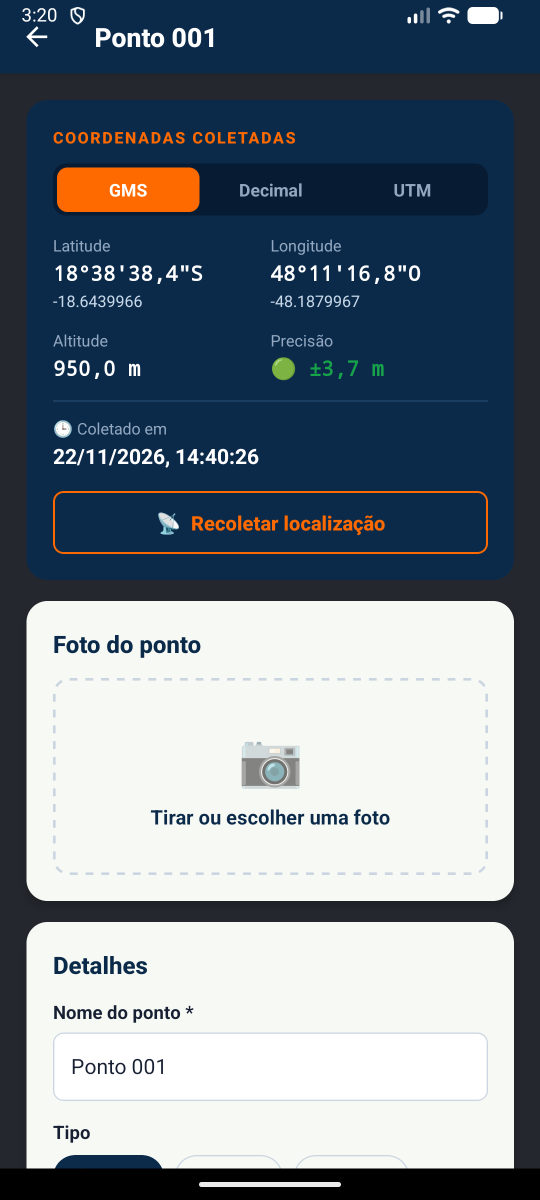 3:20
Ponto 001
COORDENADAS COLETADAS
GMS Decimal UTM
Latitude Longitude
18°38'38,4"S 48°11'16,8"O
-18.6439966 -48.1879967
Altitude Precisão
950,0 m ±3,7 m
Coletado em
22/11/2026, 14:40:26
Recoletar localização
Foto do ponto
Tirar ou escolher uma foto
Detalhes
Nome do ponto *
Ponto 001
Tipo